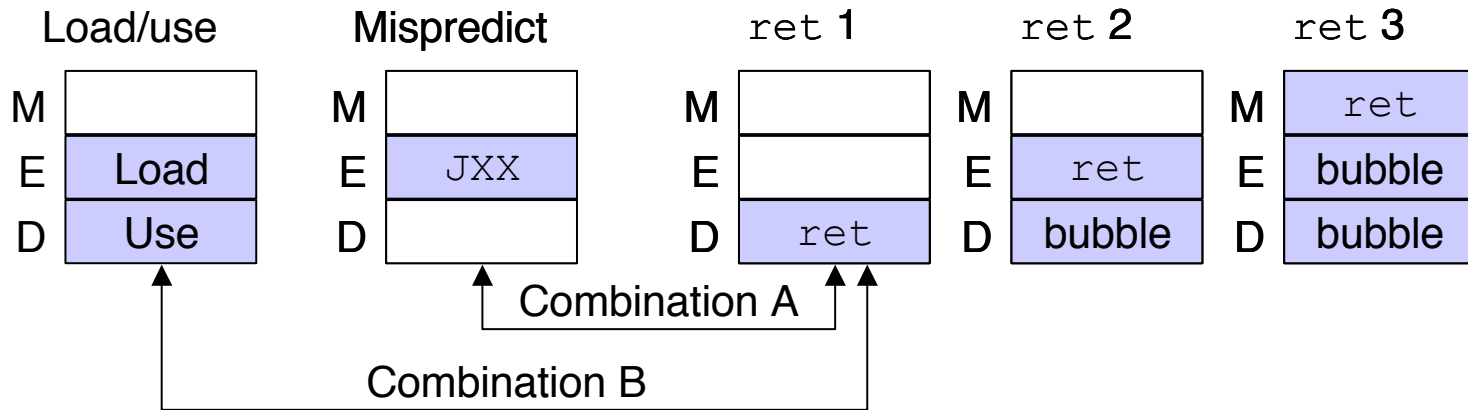 Load/use Mispredict ret 1 ret 2 ret 3
M M M M M ret
E Load E JXX E E ret E bubble
D Use D D ret D bubble D bubble
Combination A
Combination B